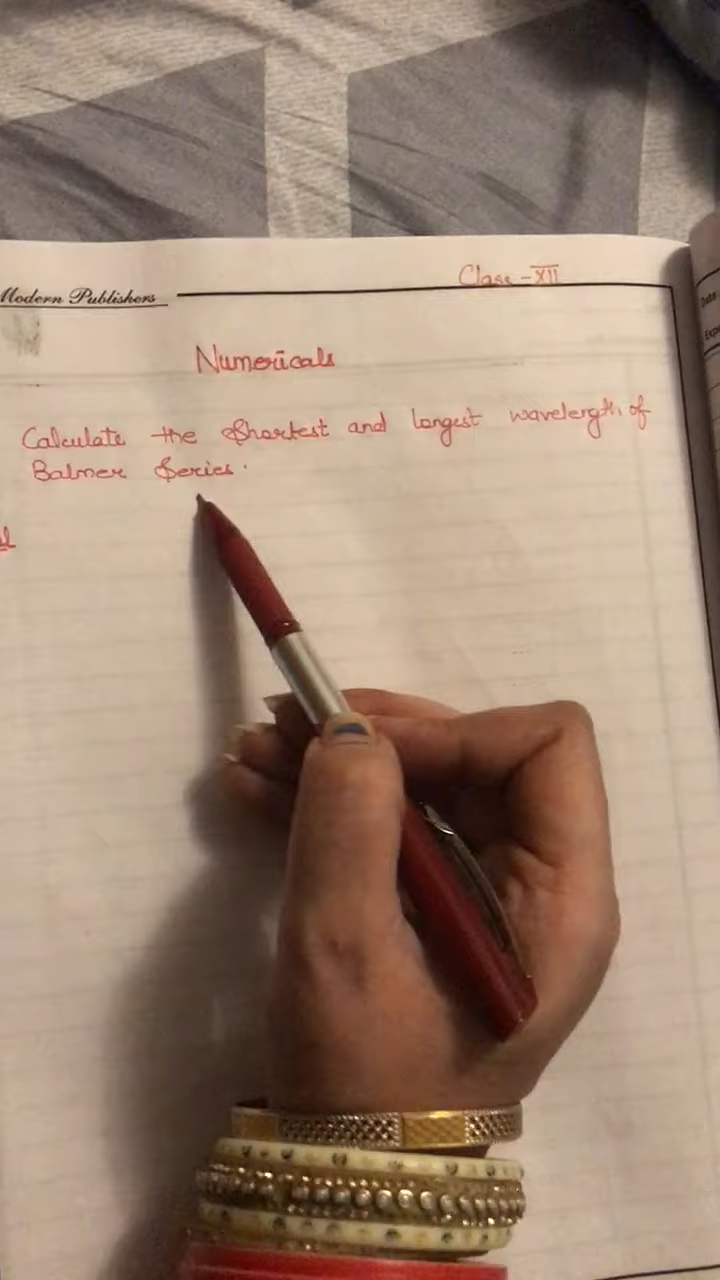 Class - XII
Modern Publishers
Numericals
Calculate the Shortest and longest wavelength of
Balmer Series.